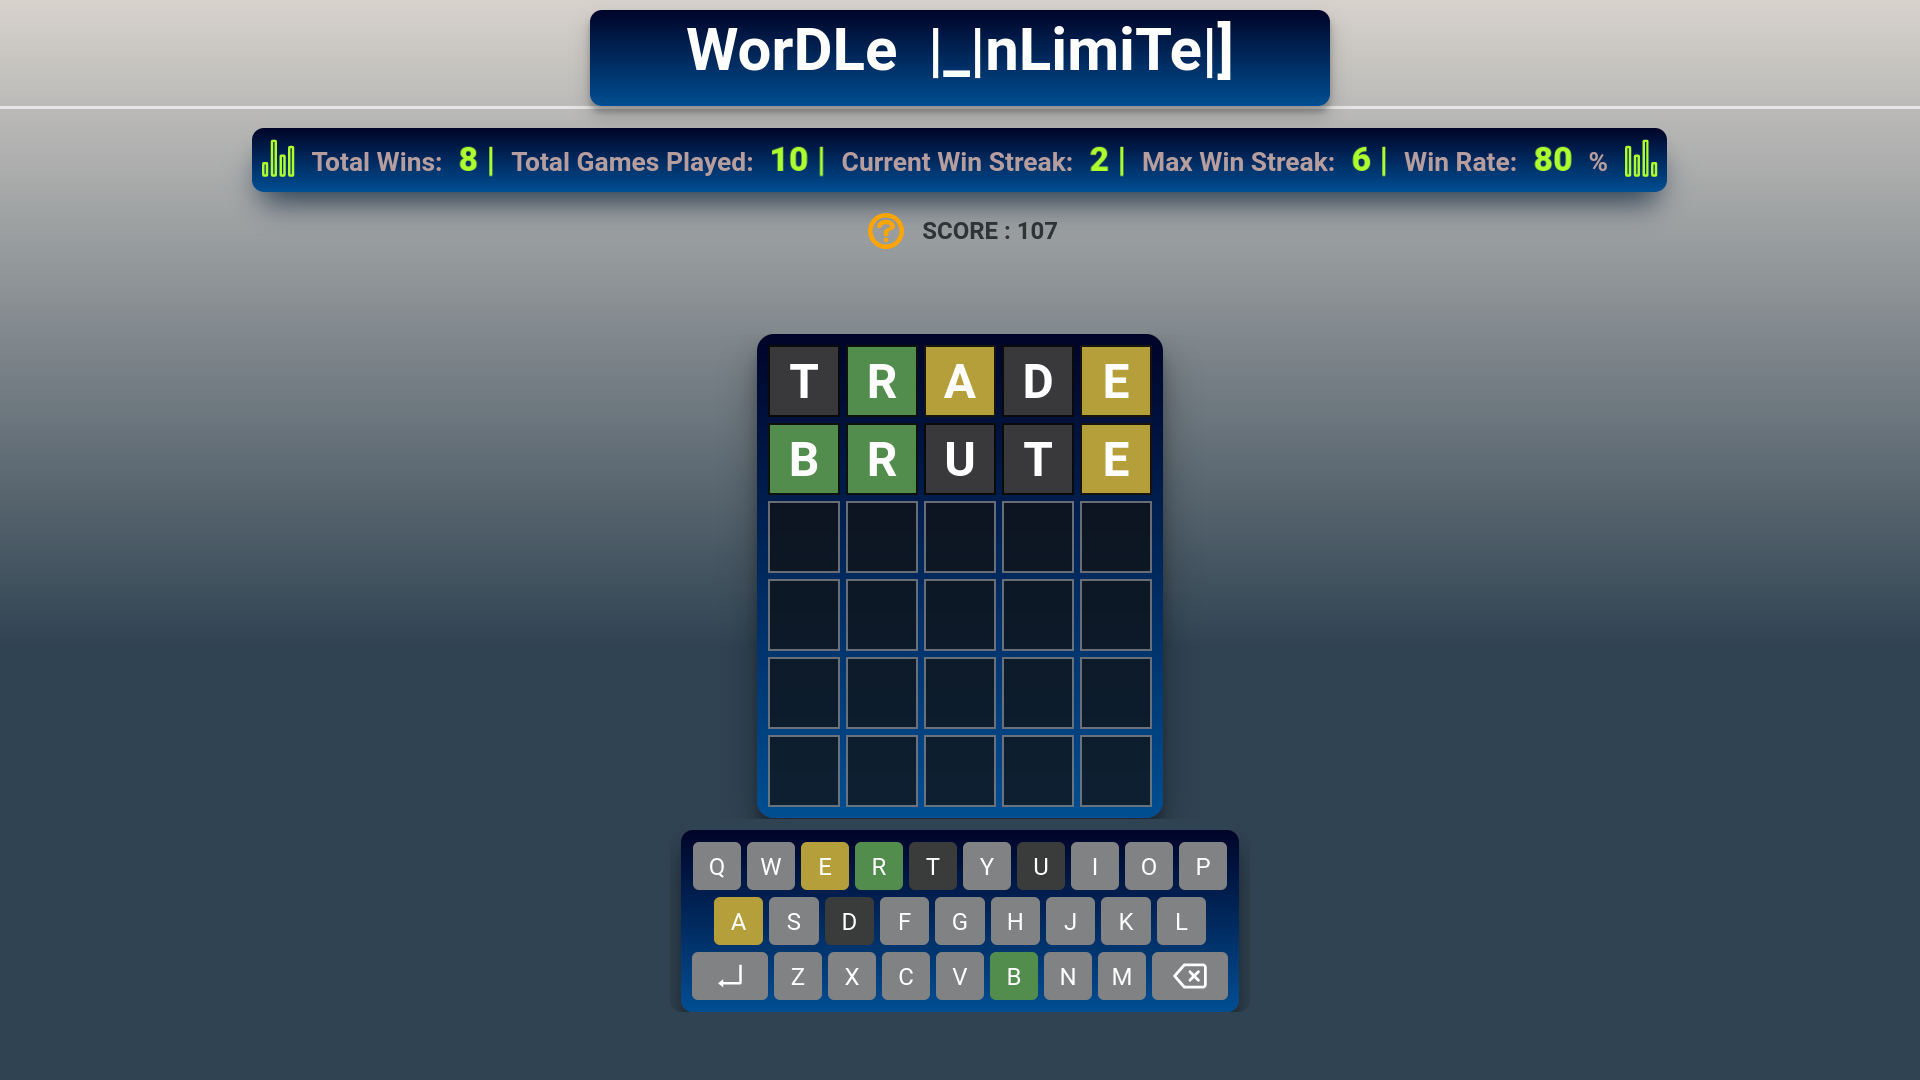 WorDLe |_|nLimiTe|]
Total Wins: 8 | Total Games Played: 10 | Current Win Streak: 2 | Max Win Streak: 6 | Win Rate: 80 %
SCORE : 107
T R A D E
B R U T E
Q W E R T Y U I O P
A S D F G H J K L
Z X C V B N M